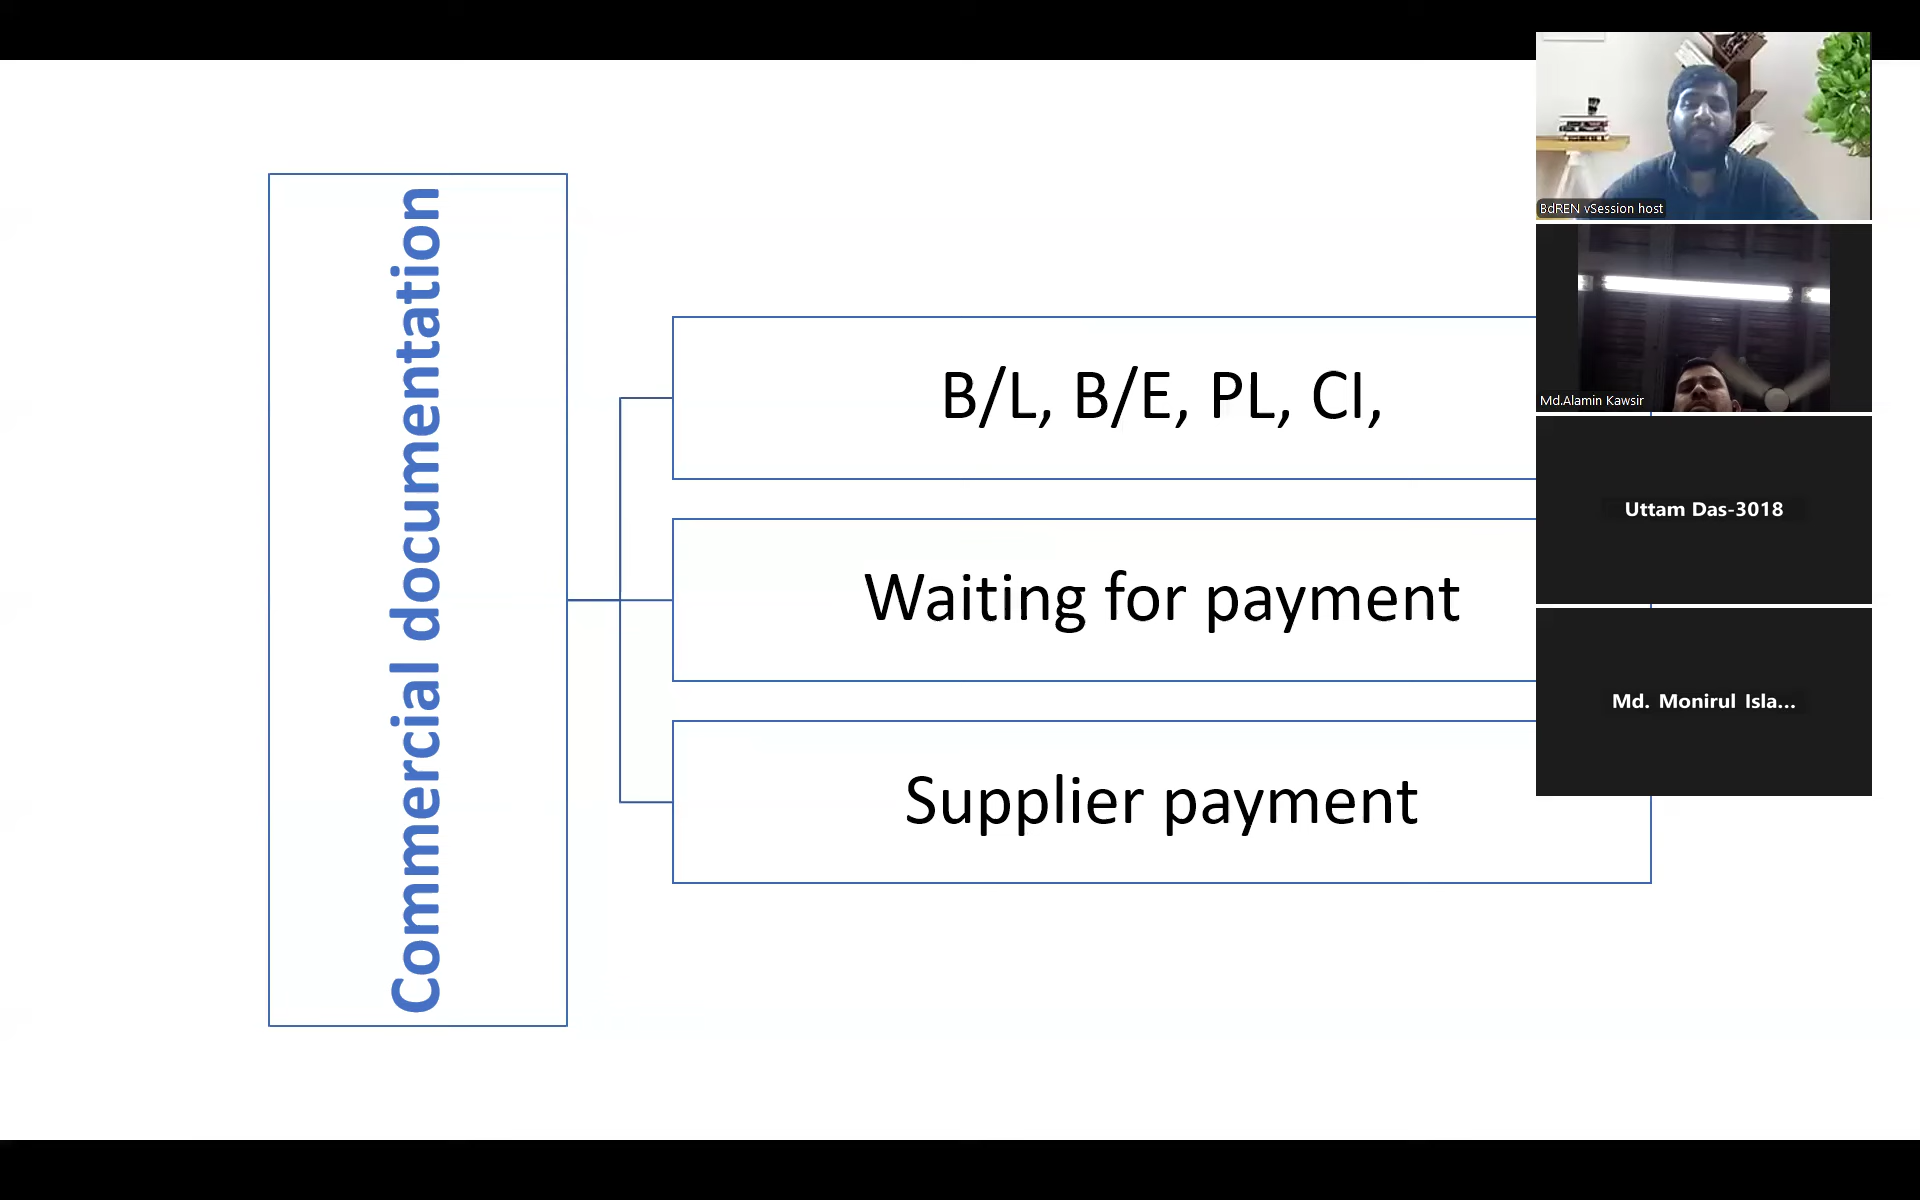 Commercial documentation
B/L, B/E, PL, CI,
Waiting for payment
Supplier payment
BdREN vSession host
Md.Alamin Kawsir
Uttam Das-3018
Md. Monirul Isla...